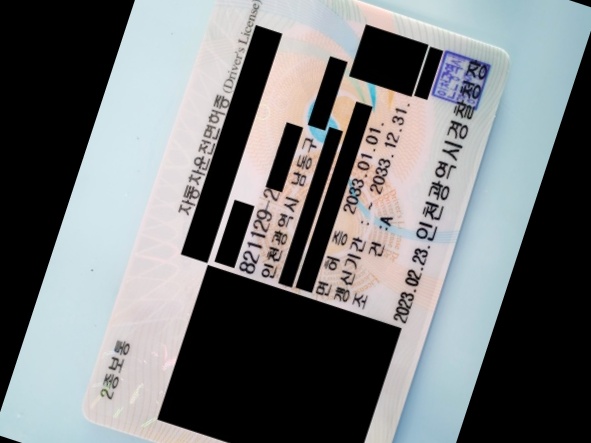 2종보통
자동차운전면허증 (Driver's License)
821129-2
인천광역시 남동구
면허증
갱신기간 : 2033.01.01.
~ 2033.12.31.
조 건 : A
2023.02.23. 인천광역시경찰청장